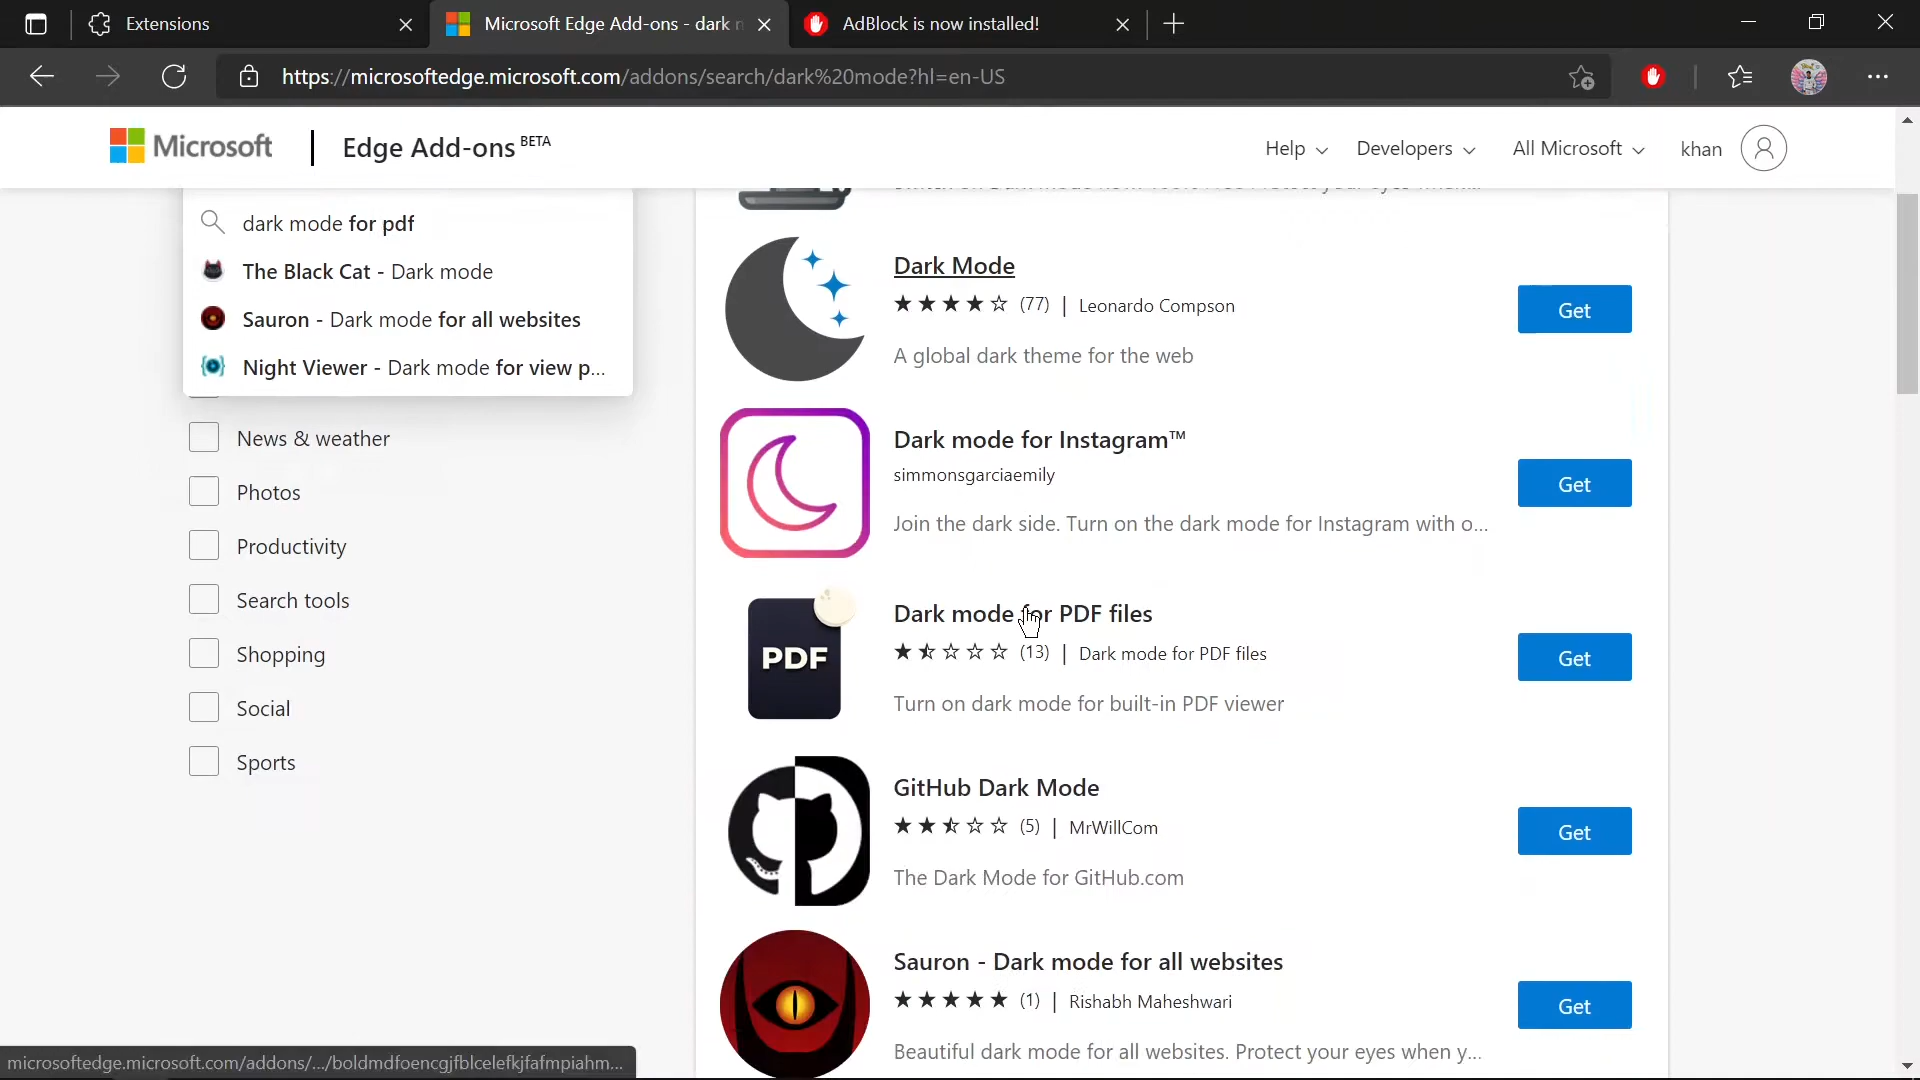 Extensions
Microsoft Edge Add-ons - dark
AdBlock is now installed!
https://microsoftedge.microsoft.com/addons/search/dark%20mode?hl=en-US
Microsoft
Edge Add-ons BETA
Help
Developers
All Microsoft
khan
dark mode for pdf
The Black Cat - Dark mode
Sauron - Dark mode for all websites
Night Viewer - Dark mode for view p...
News & weather
Photos
Productivity
Search tools
Shopping
Social
Sports
Dark Mode
(77) | Leonardo Compson
A global dark theme for the web
Get
Dark mode for Instagram™
simmonsgarciaemily
Join the dark side. Turn on the dark mode for Instagram with o...
Get
PDF
Dark mode for PDF files
(13) | Dark mode for PDF files
Turn on dark mode for built-in PDF viewer
Get
GitHub Dark Mode
(5) | MrWillCom
The Dark Mode for GitHub.com
Get
Sauron - Dark mode for all websites
(1) | Rishabh Maheshwari
Beautiful dark mode for all websites. Protect your eyes when y...
Get
microsoftedge.microsoft.com/addons/.../boldmdfoencgjfblcelefkjfafmpiahm...